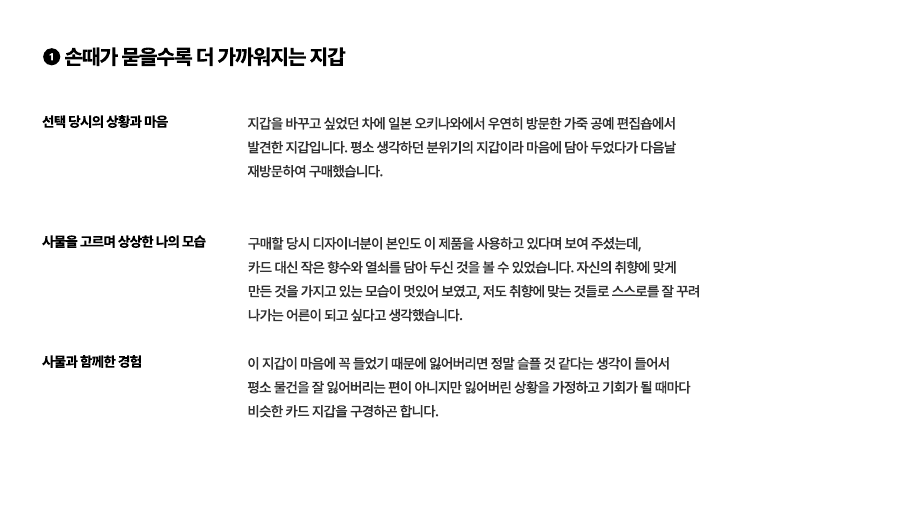 ❶ 손때가 묻을수록 더 가까워지는 지갑
선택 당시의 상황과 마음
지갑을 바꾸고 싶었던 차에 일본 오키나와에서 우연히 방문한 가죽 공예 편집숍에서
발견한 지갑입니다. 평소 생각하던 분위기의 지갑이라 마음에 담아 두었다가 다음날
재방문하여 구매했습니다.
사물을 고르며 상상한 나의 모습
구매할 당시 디자이너분이 본인도 이 제품을 사용하고 있다며 보여 주셨는데,
카드 대신 작은 향수와 열쇠를 담아 두신 것을 볼 수 있었습니다. 자신의 취향에 맞게
만든 것을 가지고 있는 모습이 멋있어 보였고, 저도 취향에 맞는 것들로 스스로를 잘 꾸려
나가는 어른이 되고 싶다고 생각했습니다.
사물과 함께한 경험
이 지갑이 마음에 꼭 들었기 때문에 잃어버리면 정말 슬플 것 같다는 생각이 들어서
평소 물건을 잘 잃어버리는 편이 아니지만 잃어버린 상황을 가정하고 기회가 될 때마다
비슷한 카드 지갑을 구경하곤 합니다.